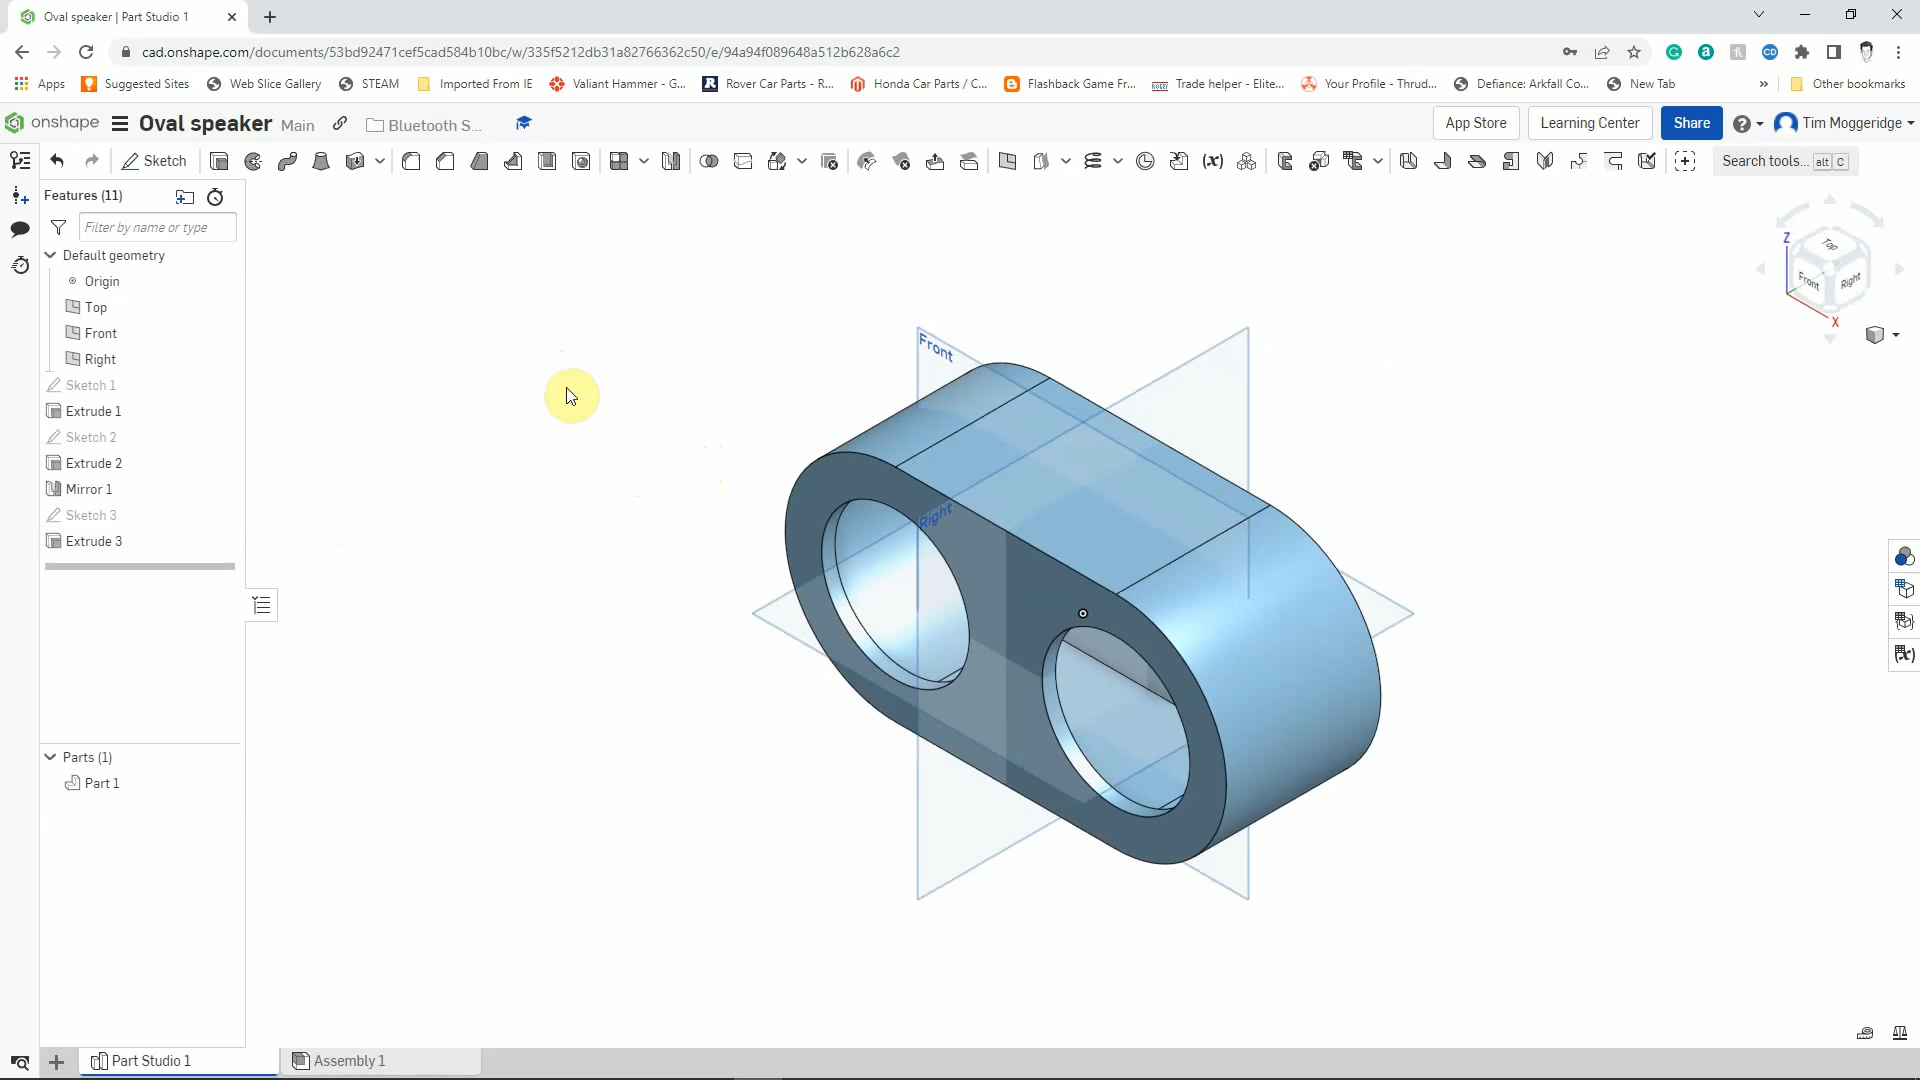 Oval speaker | Part Studio 1
cad.onshape.com/documents/53bd92471cef5cad584b10bc/w/335f5212db31a82766362c50/e/94a94f089648a512b628a6c2
Apps Suggested Sites Web Slice Gallery STEAM Imported From IE Valiant Hammer - G... Rover Car Parts - R... Honda Car Parts / C... Flashback Game Fr... Trade helper - Elite... Your Profile - Thrud... Defiance: Arkfall Co... New Tab » Other bookmarks
onshape Oval speaker Main Bluetooth S... App Store Learning Center Share Tim Moggeridge
Sketch Search tools... alt C
Features (11)
Filter by name or type
Default geometry
Origin
Top
Front
Right
Sketch 1
Extrude 1
Sketch 2
Extrude 2
Mirror 1
Sketch 3
Extrude 3
Parts (1)
Part 1
Front
Right
Z
Top
Front
Right
X
Part Studio 1
Assembly 1